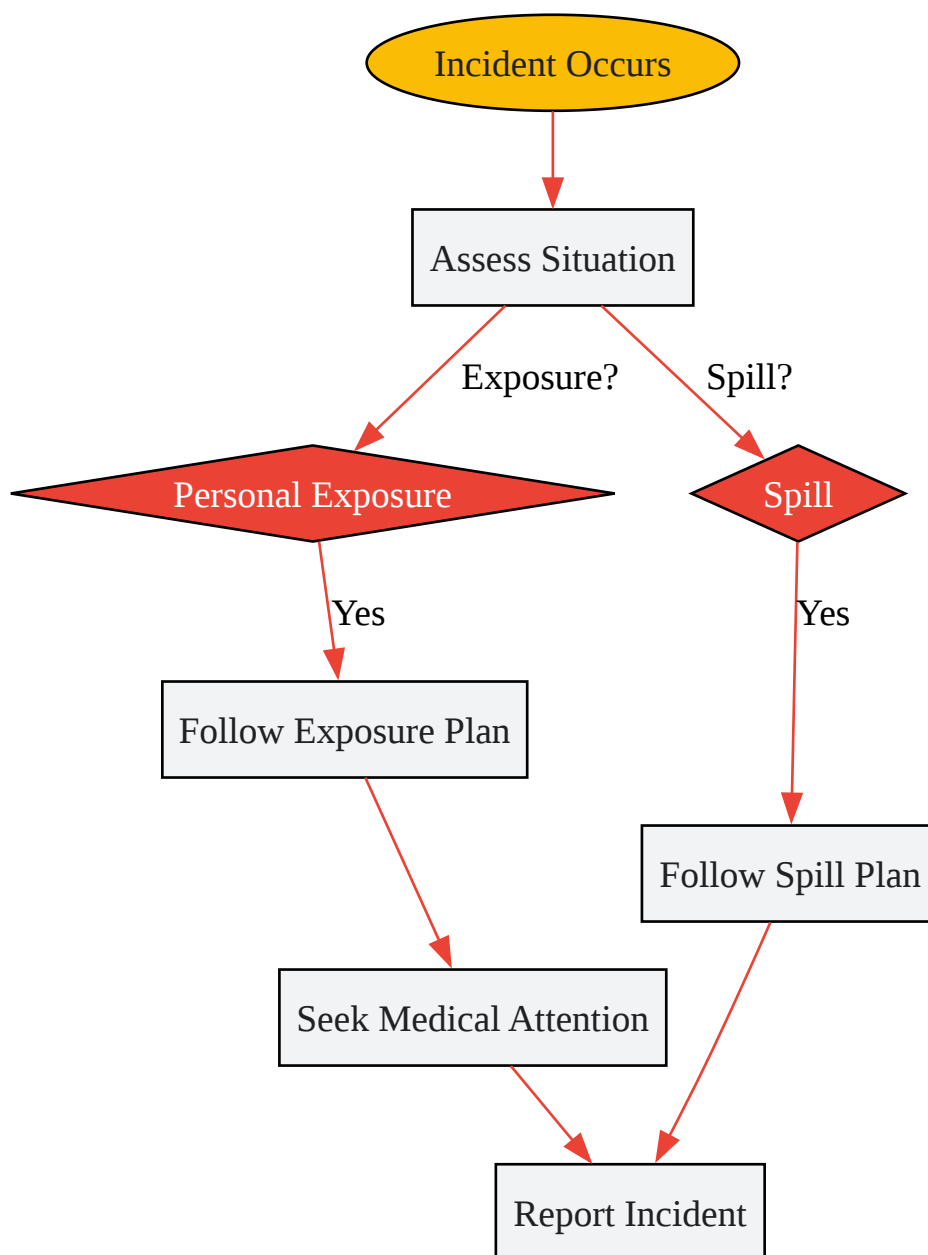 Incident Occurs
Assess Situation
Exposure?
Spill?
Personal Exposure
Spill
Yes
Yes
Follow Exposure Plan
Follow Spill Plan
Seek Medical Attention
Report Incident